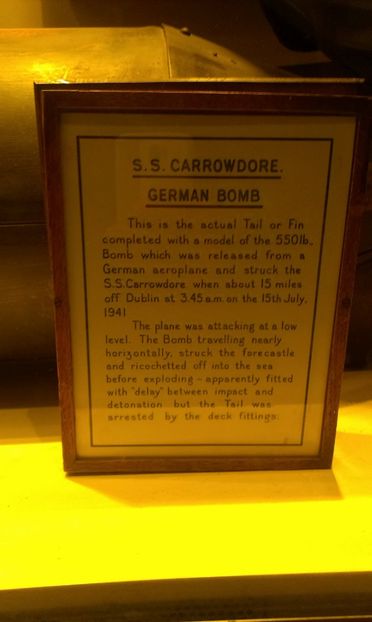 S.S. CARROWDORE.
GERMAN BOMB
This is the actual Tail or Fin
completed with a model of the 550lb.
Bomb which was released from a
German aeroplane and struck the
S.S.Carrowdore when about 15 miles
off Dublin at 3.45.a.m. on the 15th July,
1941
The plane was attacking at a low
level. The Bomb travelling nearly
horizontally, struck the forecastle
and ricochetted off into the sea
before exploding - apparently fitted
with "delay" between impact and
detonation but the Tail was
arrested by the deck fittings.